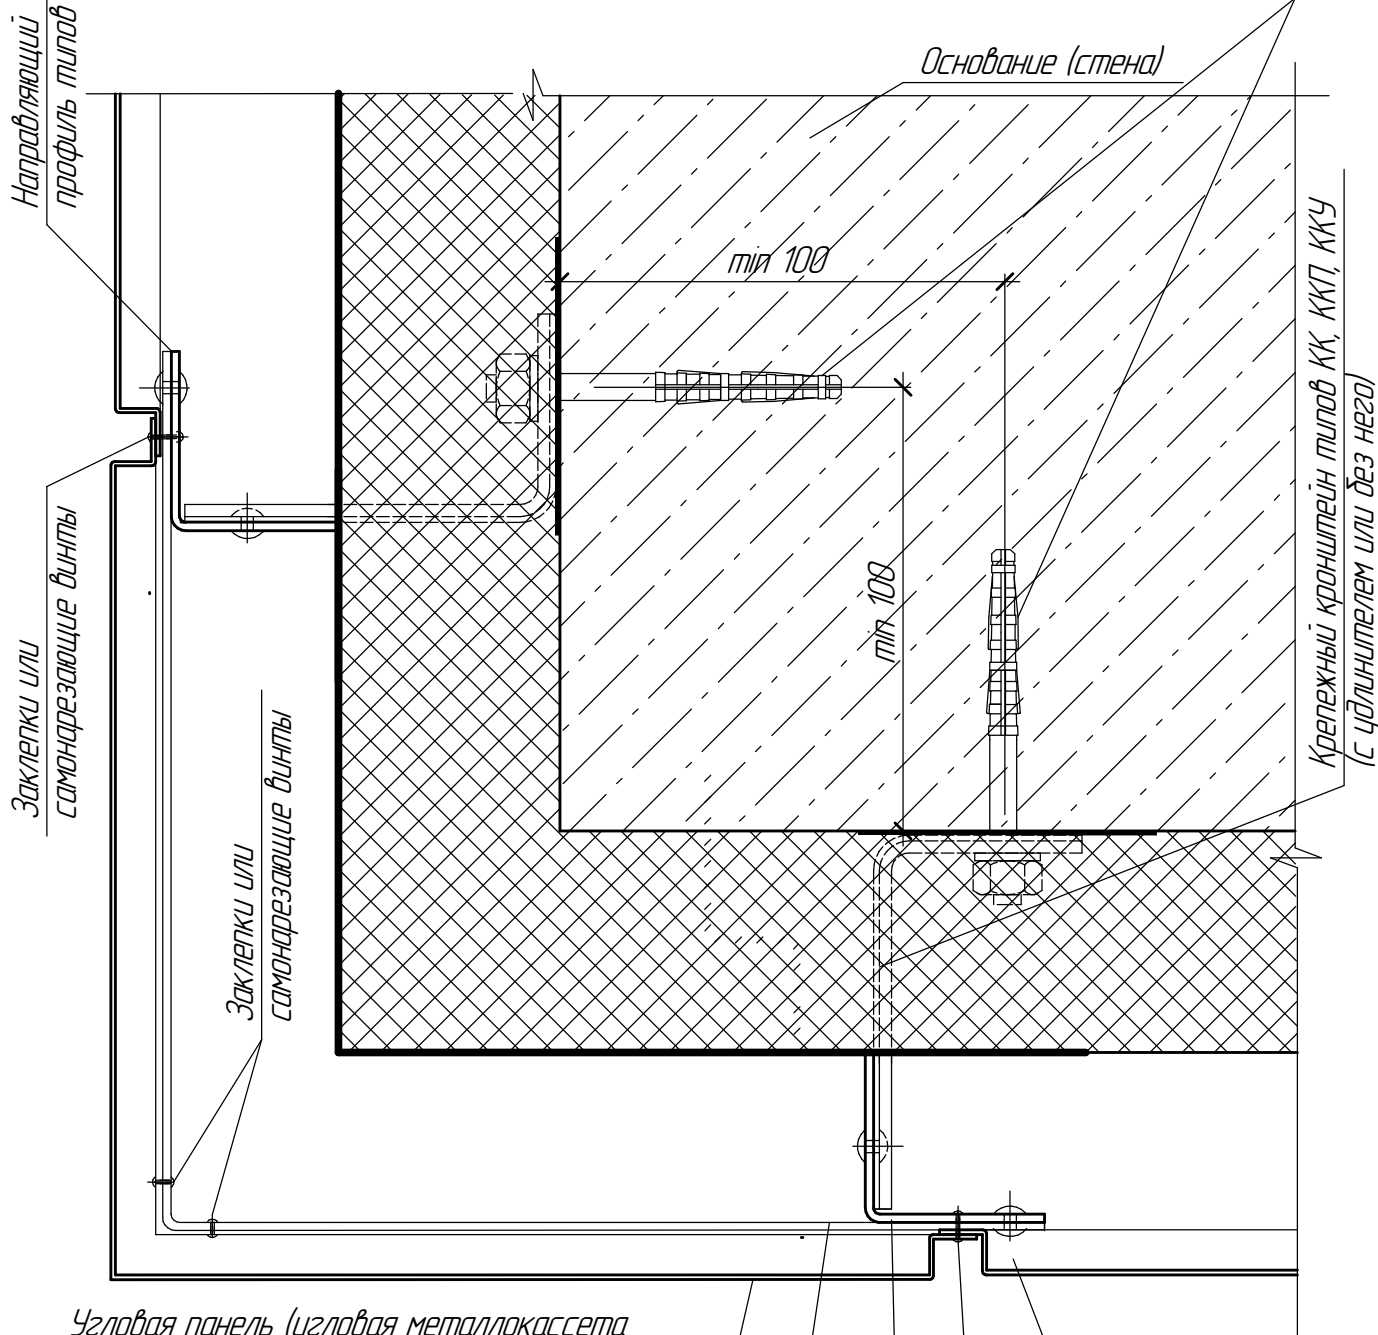 Направляющий
профиль типов
Основание (стена)
min 100
min 100
Крепежный кронштейн типов КК, ККП, ККУ
(с удлинителем или без него)
Заклепки или
самонарезающие винты
Заклепки или
самонарезающие винты
Угловая панель (угловая металлокассета